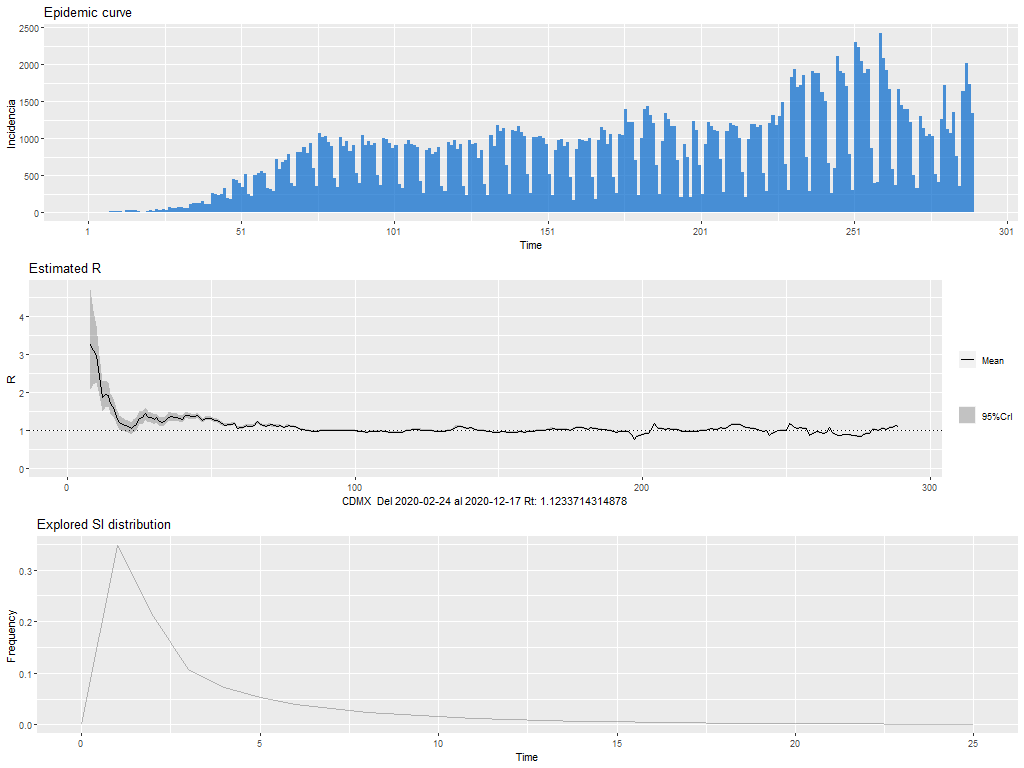 Epidemic curve
Incidencia
2500
2000
1500
1000
500
0
1 51 101 151 201 251 301
Time
Estimated R
R
4
3
2
1
0
0 100 200 300
CDMX Del 2020-02-24 al 2020-12-17 Rt: 1.1233714314878
Mean
95%CrI
Explored SI distribution
Frequency
0.3
0.2
0.1
0.0
0 5 10 15 20 25
Time